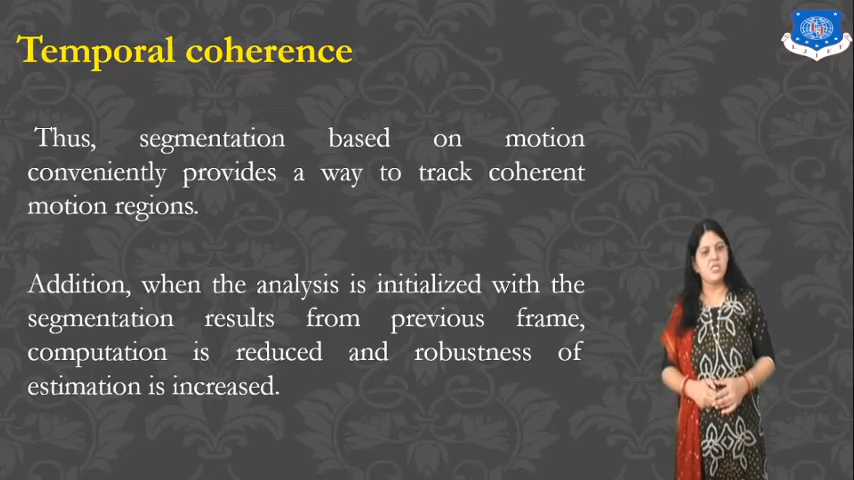 Temporal coherence
Thus, segmentation based on motion
conveniently provides a way to track coherent
motion regions.
Addition, when the analysis is initialized with the
segmentation results from previous frame,
computation is reduced and robustness of
estimation is increased.